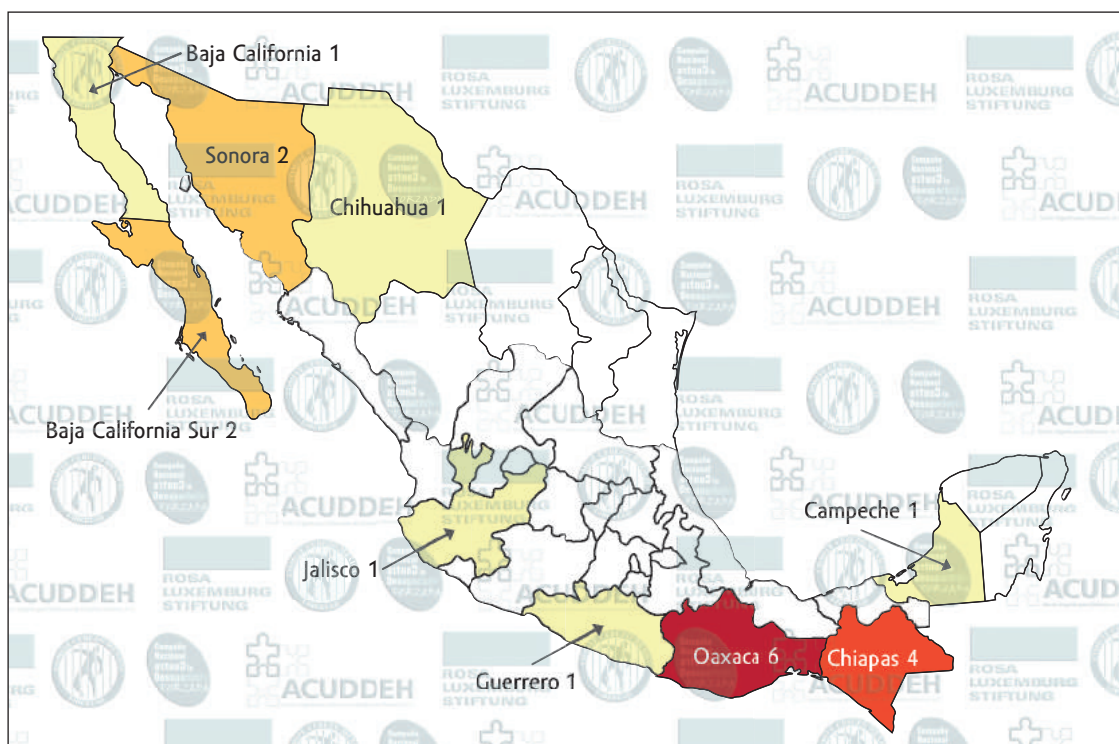 Baja California 1
Sonora 2
Chihuahua 1
Baja California Sur 2
Campeche 1
Jalisco 1
Guerrero 1
Oaxaca 6
Chiapas 4
ACUDDEH
ROSA
LUXEMBURG
STIFTUNG